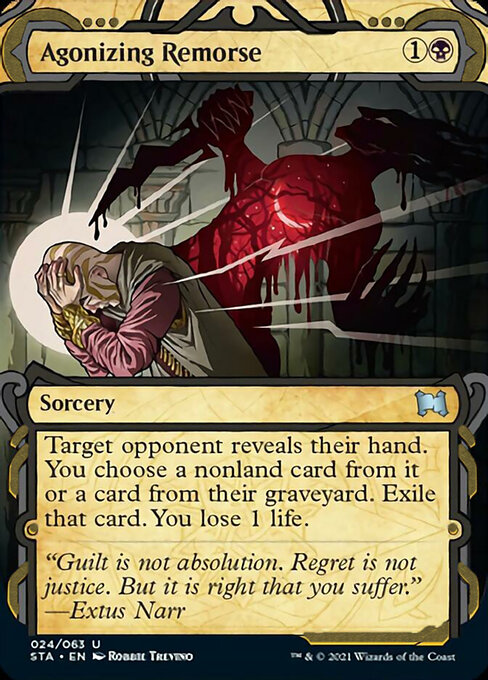 Agonizing Remorse 1
Sorcery
Target opponent reveals their hand.
You choose a nonland card from it
or a card from their graveyard. Exile
that card. You lose 1 life.
“Guilt is not absolution. Regret is not
justice. But it is right that you suffer.”
—Extus Narr
024/063 U
STA • EN Robbie Trevino
™ & © 2021 Wizards of the Coast